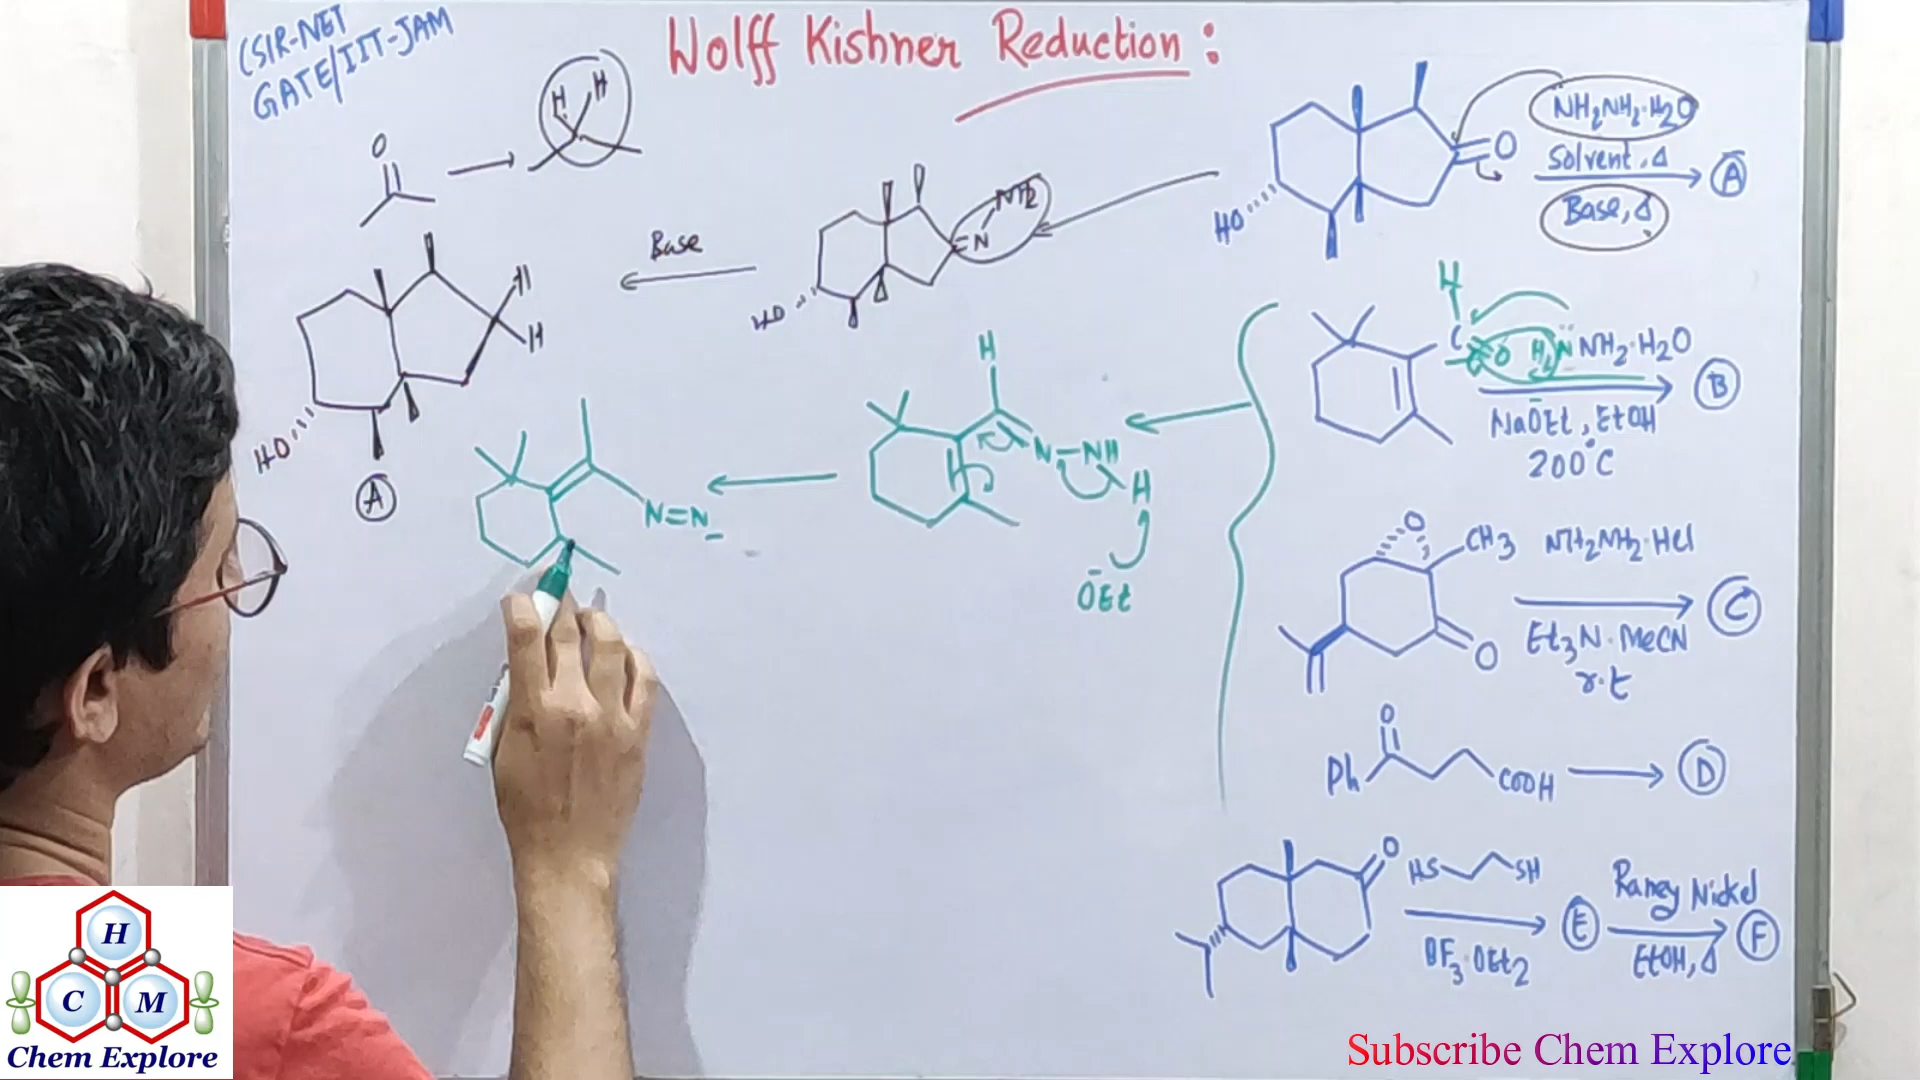 CSIR-NET
GATE/IIT-JAM
Wolff Kishner Reduction :
O
H H
HO
H
H
A
Base
HO
N
NH2
HO
O
NH2NH2·H2O
Solvent, Δ
Base, Δ
A
N=N
-
H
N-NH
H
-
OEt
H
C
O H2N NH2·H2O
NaOEt, EtOH
200°C
B
O
CH3
O
NH2NH2·HCl
Et3N·MeCN
r.t
C
Ph
O
COOH
D
O
HS SH
BF3·OEt2
E
Raney Nickel
EtOH, Δ
F
H
C M
Chem Explore
Subscribe Chem Explore